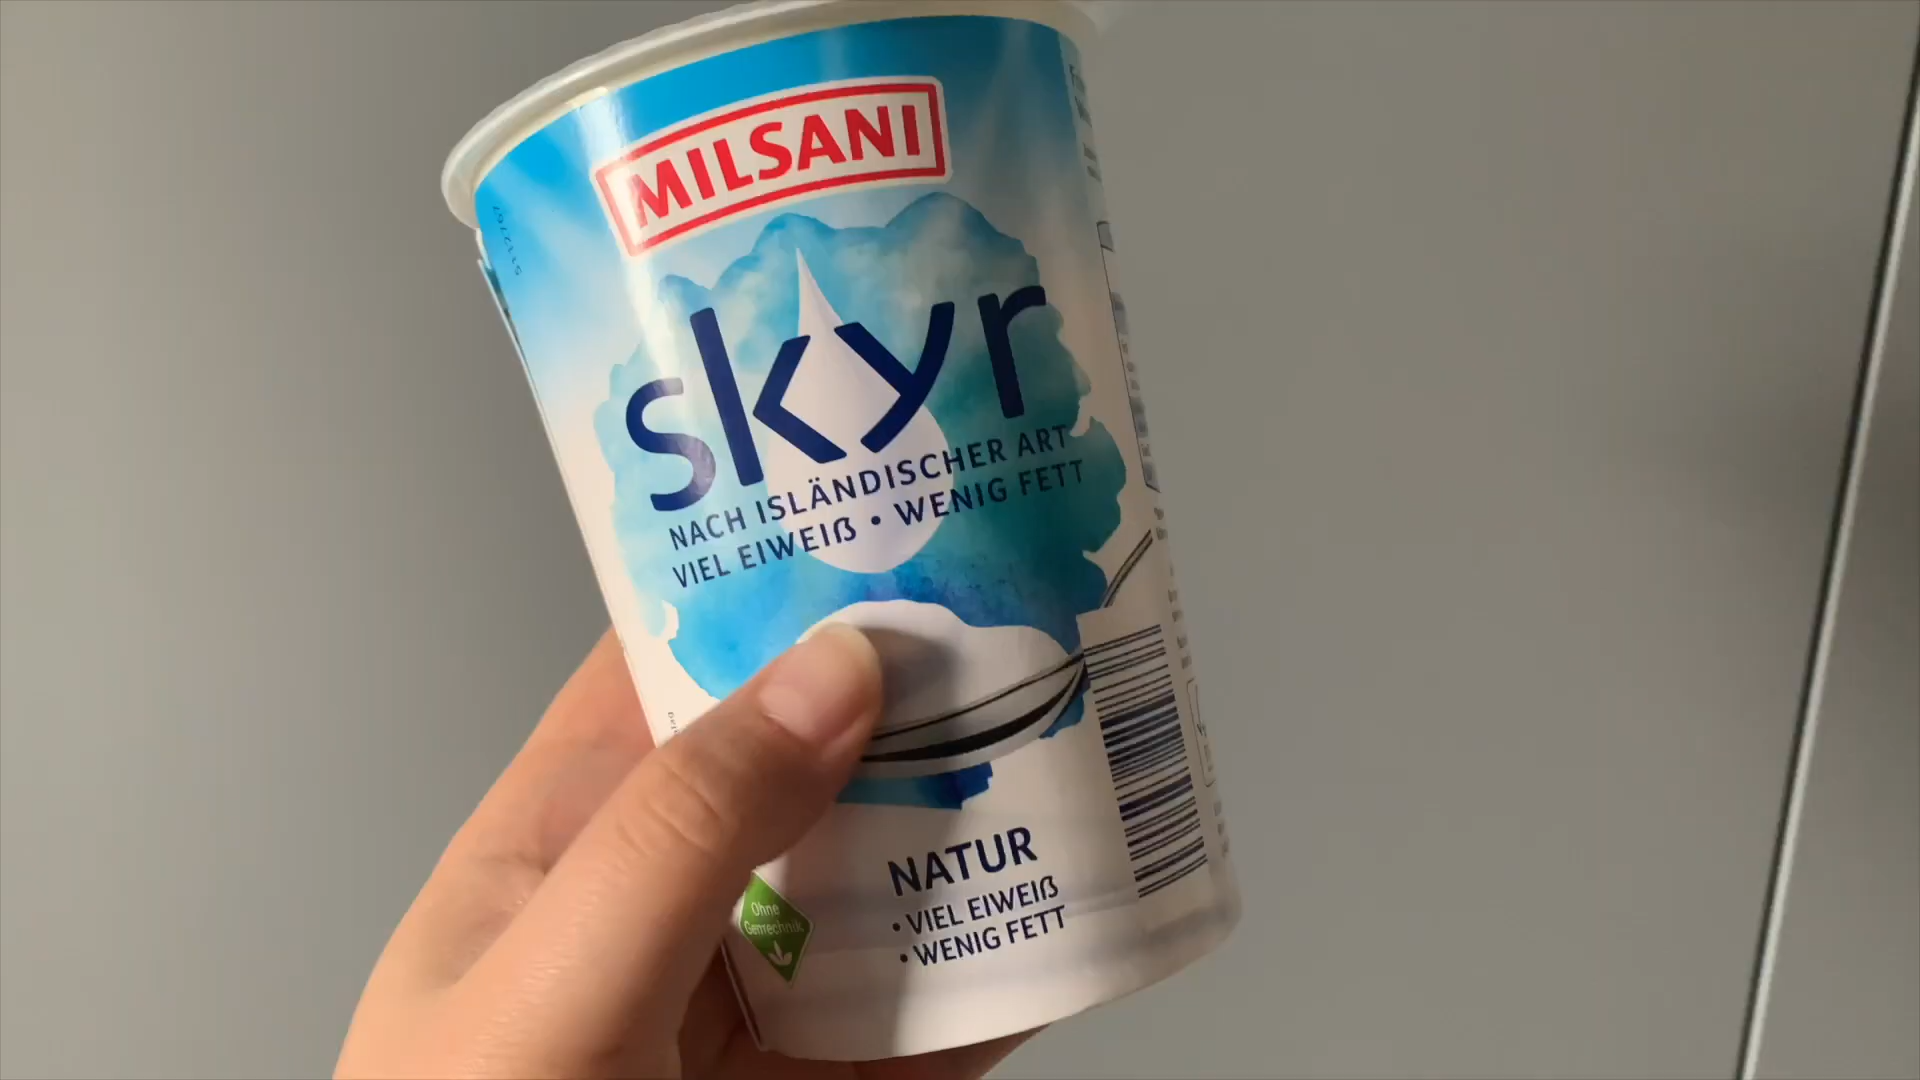 MILSANI
skyr
NACH ISLÄNDISCHER ART
VIEL EIWEIß • WENIG FETT
NATUR
• VIEL EIWEIß
• WENIG FETT
Ohne
Gentechnik